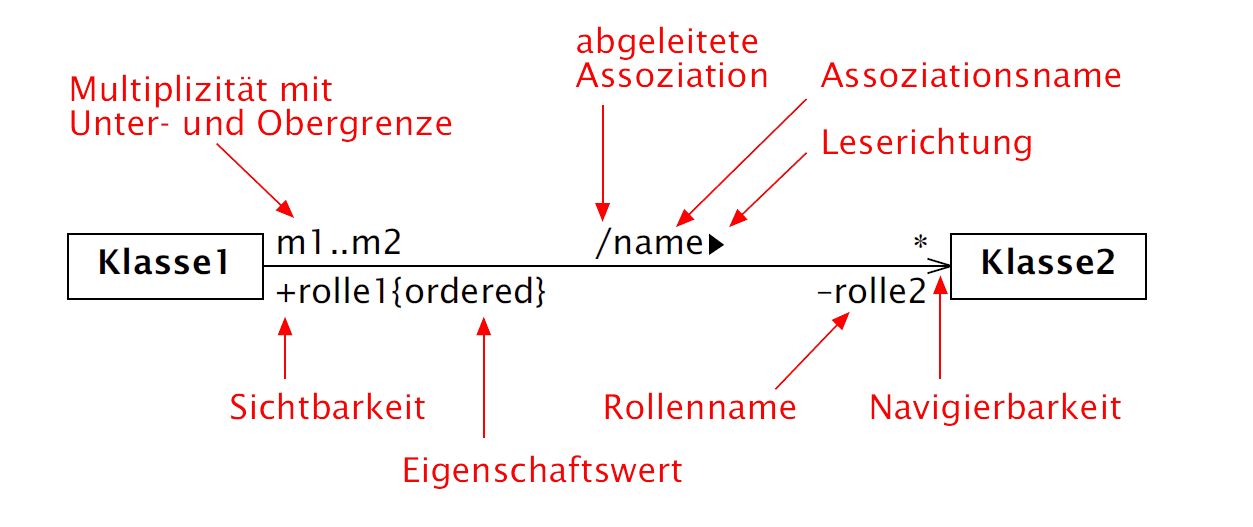 abgeleitete
Assoziation
Assoziationsname
Multiplizität mit
Unter- und Obergrenze
Leserichtung
Klasse1
m1..m2
/name▶
*
Klasse2
+rolle1{ordered}
-rolle2
Sichtbarkeit
Rollenname
Navigierbarkeit
Eigenschaftswert